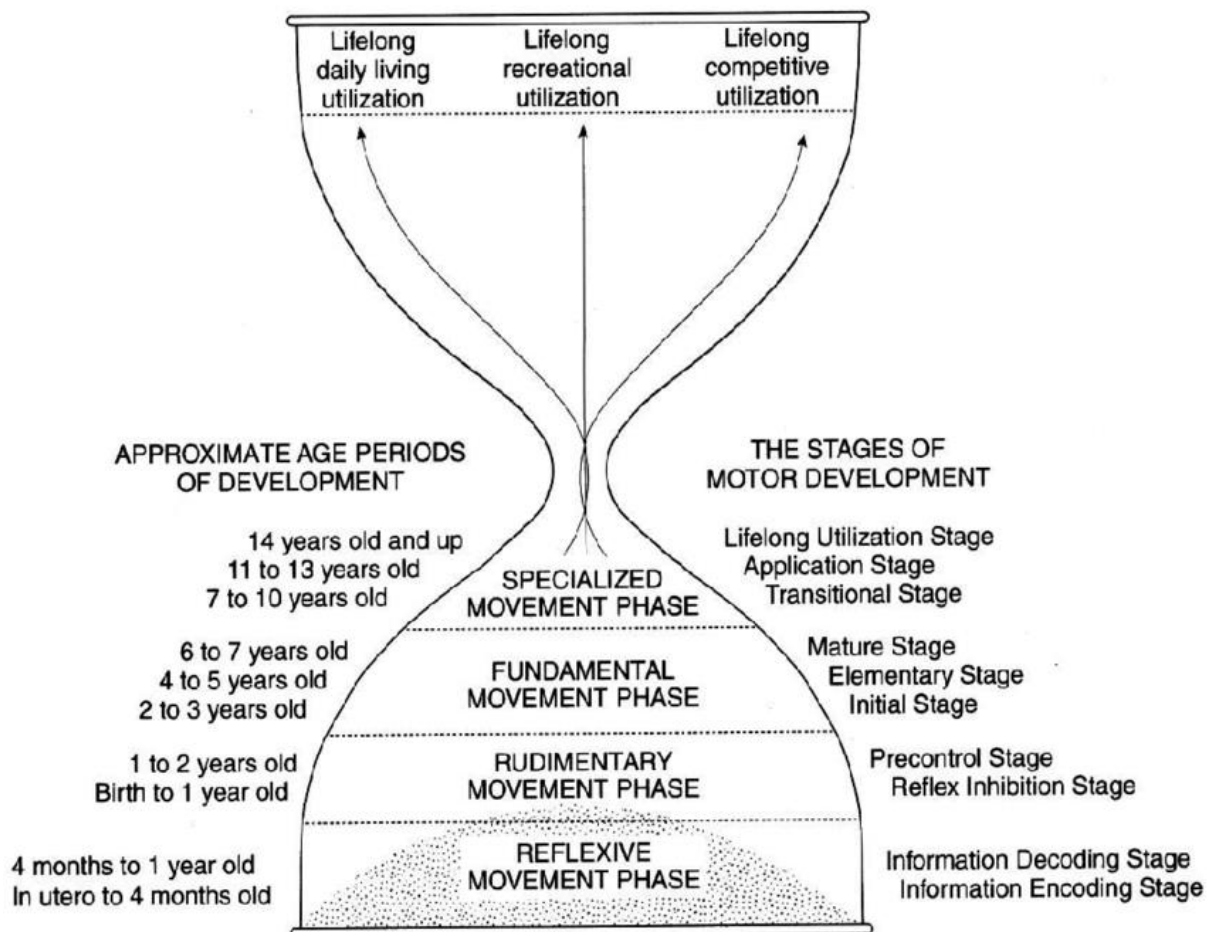 Lifelong
daily living
utilization
Lifelong
recreational
utilization
Lifelong
competitive
utilization
APPROXIMATE AGE PERIODS
OF DEVELOPMENT
THE STAGES OF
MOTOR DEVELOPMENT
14 years old and up
11 to 13 years old
7 to 10 years old
SPECIALIZED
MOVEMENT PHASE
Lifelong Utilization Stage
Application Stage
Transitional Stage
6 to 7 years old
4 to 5 years old
2 to 3 years old
FUNDAMENTAL
MOVEMENT PHASE
Mature Stage
Elementary Stage
Initial Stage
1 to 2 years old
Birth to 1 year old
RUDIMENTARY
MOVEMENT PHASE
Precontrol Stage
Reflex Inhibition Stage
4 months to 1 year old
In utero to 4 months old
REFLEXIVE
MOVEMENT PHASE
Information Decoding Stage
Information Encoding Stage